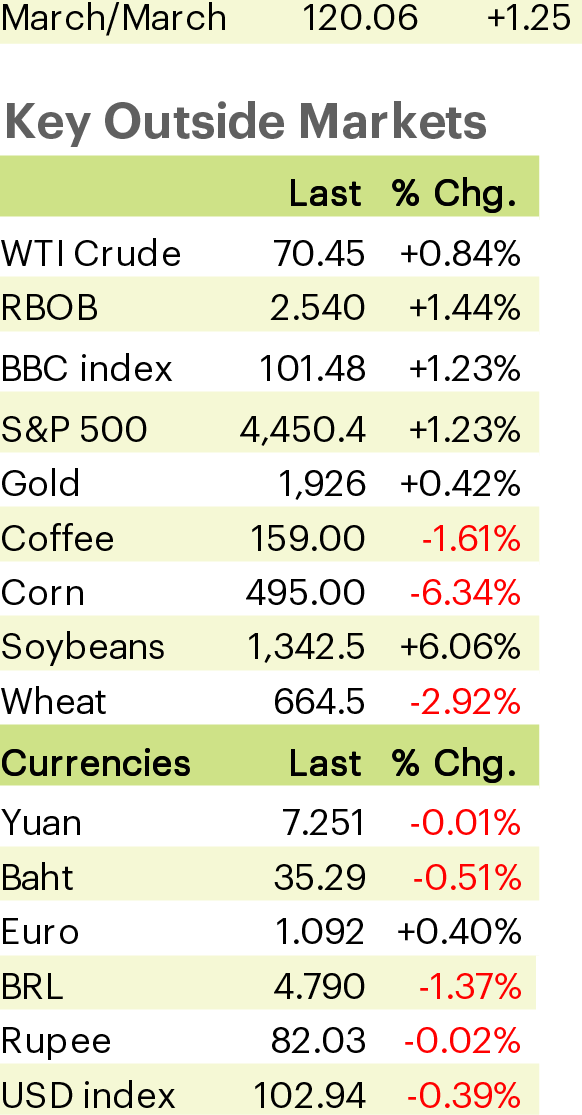 March/March 120.06 +1.25
Key Outside Markets
Last % Chg.
WTI Crude 70.45 +0.84%
RBOB 2.540 +1.44%
BBC index 101.48 +1.23%
S&P 500 4,450.4 +1.23%
Gold 1,926 +0.42%
Coffee 159.00 -1.61%
Corn 495.00 -6.34%
Soybeans 1,342.5 +6.06%
Wheat 664.5 -2.92%
Currencies Last % Chg.
Yuan 7.251 -0.01%
Baht 35.29 -0.51%
Euro 1.092 +0.40%
BRL 4.790 -1.37%
Rupee 82.03 -0.02%
USD index 102.94 -0.39%